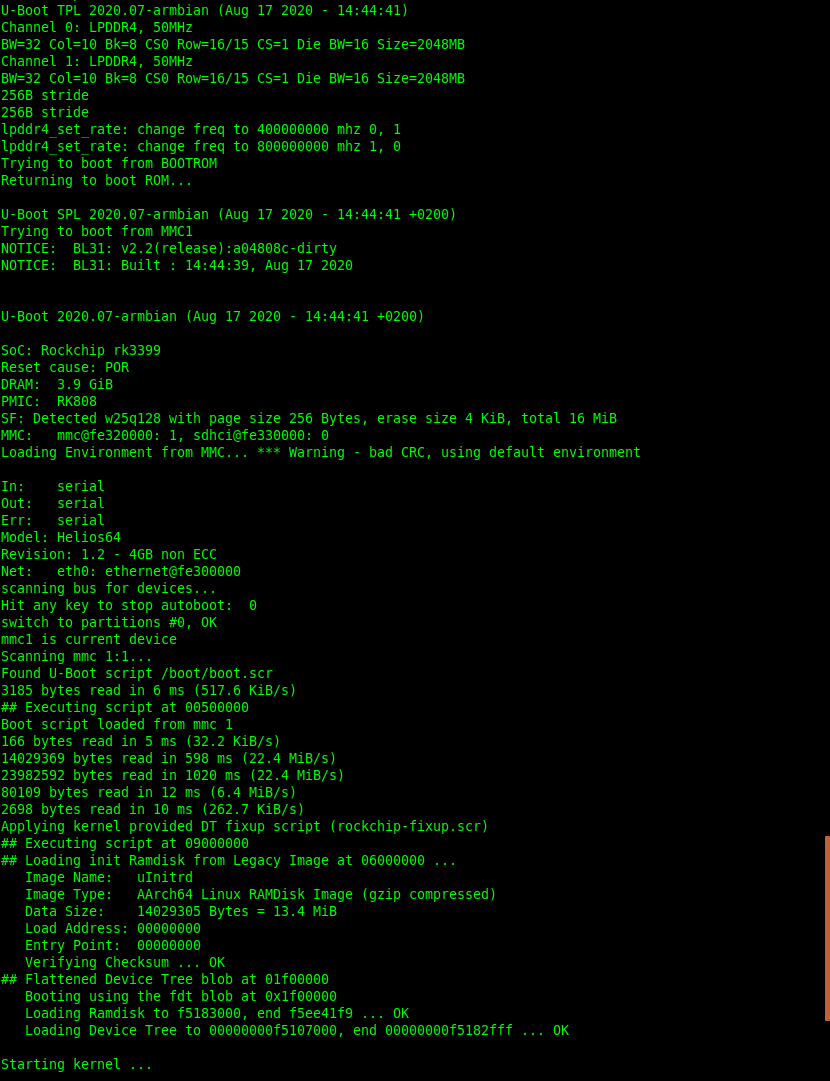 U-Boot TPL 2020.07-armbian (Aug 17 2020 - 14:44:41)
Channel 0: LPDDR4, 50MHz
BW=32 Col=10 Bk=8 CS0 Row=16/15 CS=1 Die BW=16 Size=2048MB
Channel 1: LPDDR4, 50MHz
BW=32 Col=10 Bk=8 CS0 Row=16/15 CS=1 Die BW=16 Size=2048MB
256B stride
256B stride
lpddr4_set_rate: change freq to 400000000 mhz 0, 1
lpddr4_set_rate: change freq to 800000000 mhz 1, 0
Trying to boot from BOOTROM
Returning to boot ROM...

U-Boot SPL 2020.07-armbian (Aug 17 2020 - 14:44:41 +0200)
Trying to boot from MMC1
NOTICE:  BL31: v2.2(release):a04808c-dirty
NOTICE:  BL31: Built : 14:44:39, Aug 17 2020


U-Boot 2020.07-armbian (Aug 17 2020 - 14:44:41 +0200)

SoC: Rockchip rk3399
Reset cause: POR
DRAM:  3.9 GiB
PMIC:  RK808
SF: Detected w25q128 with page size 256 Bytes, erase size 4 KiB, total 16 MiB
MMC:   mmc@fe320000: 1, sdhci@fe330000: 0
Loading Environment from MMC... *** Warning - bad CRC, using default environment

In:    serial
Out:   serial
Err:   serial
Model: Helios64
Revision: 1.2 - 4GB non ECC
Net:   eth0: ethernet@fe300000
scanning bus for devices...
Hit any key to stop autoboot:  0
switch to partitions #0, OK
mmc1 is current device
Scanning mmc 1:1...
Found U-Boot script /boot/boot.scr
3185 bytes read in 6 ms (517.6 KiB/s)
## Executing script at 00500000
Boot script loaded from mmc 1
166 bytes read in 5 ms (32.2 KiB/s)
14029369 bytes read in 598 ms (22.4 MiB/s)
23982592 bytes read in 1020 ms (22.4 MiB/s)
80109 bytes read in 12 ms (6.4 MiB/s)
2698 bytes read in 10 ms (262.7 KiB/s)
Applying kernel provided DT fixup script (rockchip-fixup.scr)
## Executing script at 09000000
## Loading init Ramdisk from Legacy Image at 06000000 ...
   Image Name:   uInitrd
   Image Type:   AArch64 Linux RAMDisk Image (gzip compressed)
   Data Size:    14029305 Bytes = 13.4 MiB
   Load Address: 00000000
   Entry Point:  00000000
   Verifying Checksum ... OK
## Flattened Device Tree blob at 01f00000
   Booting using the fdt blob at 0x1f00000
   Loading Ramdisk to f5183000, end f5ee41f9 ... OK
   Loading Device Tree to 00000000f5107000, end 00000000f5182fff ... OK

Starting kernel ...